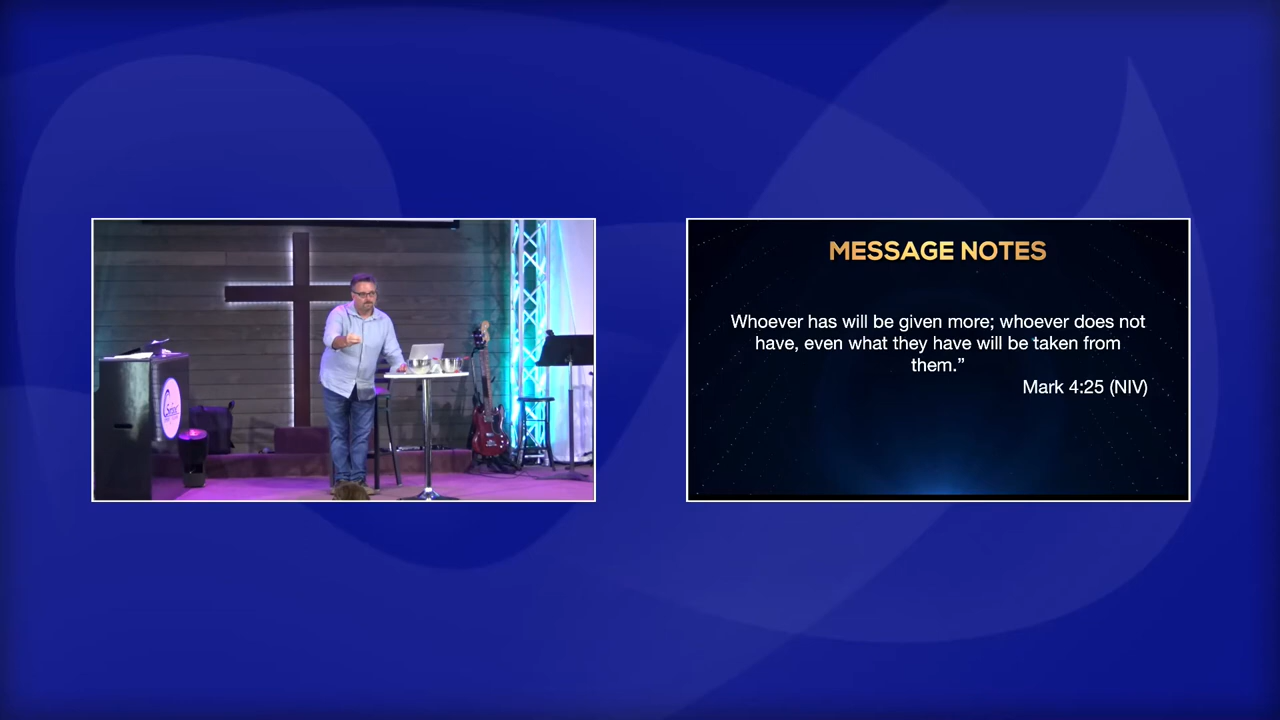 MESSAGE NOTES
Whoever has will be given more; whoever does not
have, even what they have will be taken from
them.”
Mark 4:25 (NIV)